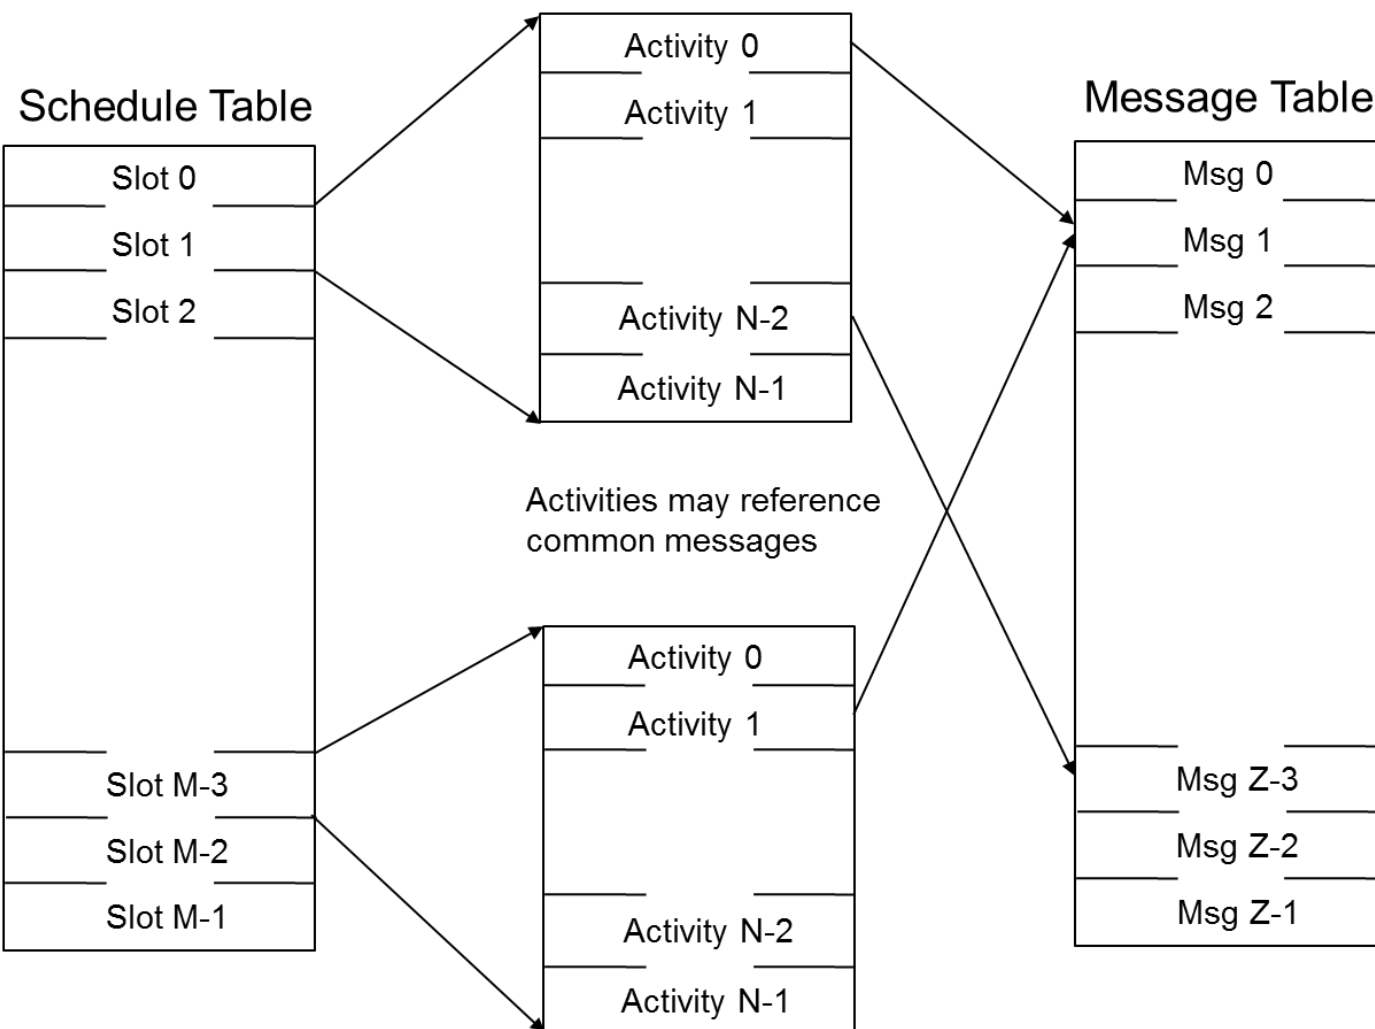 Schedule Table
Slot 0
Slot 1
Slot 2
Slot M-3
Slot M-2
Slot M-1
Activity 0
Activity 1
Activity N-2
Activity N-1
Activities may reference
common messages
Activity 0
Activity 1
Activity N-2
Activity N-1
Message Table
Msg 0
Msg 1
Msg 2
Msg Z-3
Msg Z-2
Msg Z-1